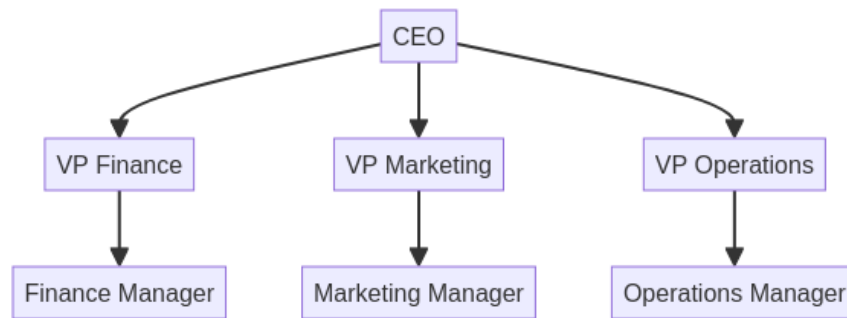 CEO
VP Finance
VP Marketing
VP Operations
Finance Manager
Marketing Manager
Operations Manager